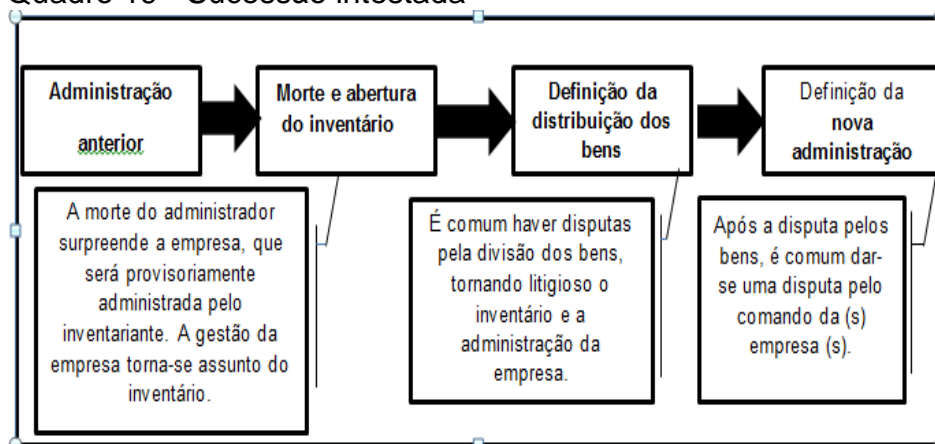 Quadro 10 - Sucessão intestada
Administração
anterior
Morte e abertura
do inventário
Definição da
distribuição dos
bens
Definição da
nova
administração
A morte do administrador
surpreende a empresa, que
será provisoriamente
administrada pelo
inventariante. A gestão da
empresa torna-se assunto do
inventário.
É comum haver disputas
pela divisão dos bens,
tornando litigioso o
inventário e a
administração da
empresa.
Após a disputa pelos
bens, é comum dar-
se uma disputa pelo
comando da (s)
empresa (s).